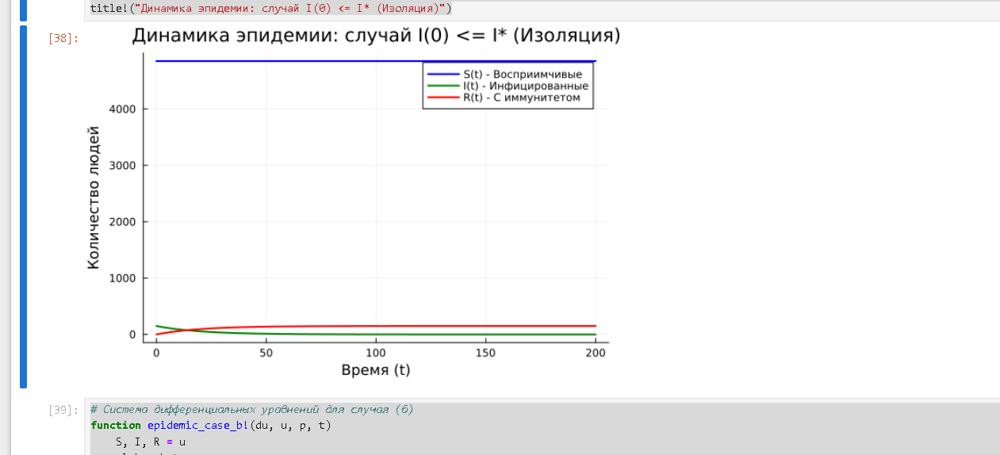 title!("Динамика эпидемии: случай I(0) <= I* (Изоляция)")
[38]:
Динамика эпидемии: случай I(0) <= I* (Изоляция)
S(t) - Восприимчивые
I(t) - Инфицированные
R(t) - С иммунитетом
Количество людей
4000
3000
2000
1000
0
0 50 100 150 200
Время (t)
[39]:
# Система дифференциальных уравнений для случая (б)
function epidemic_case_b!(du, u, p, t)
S, I, R = u